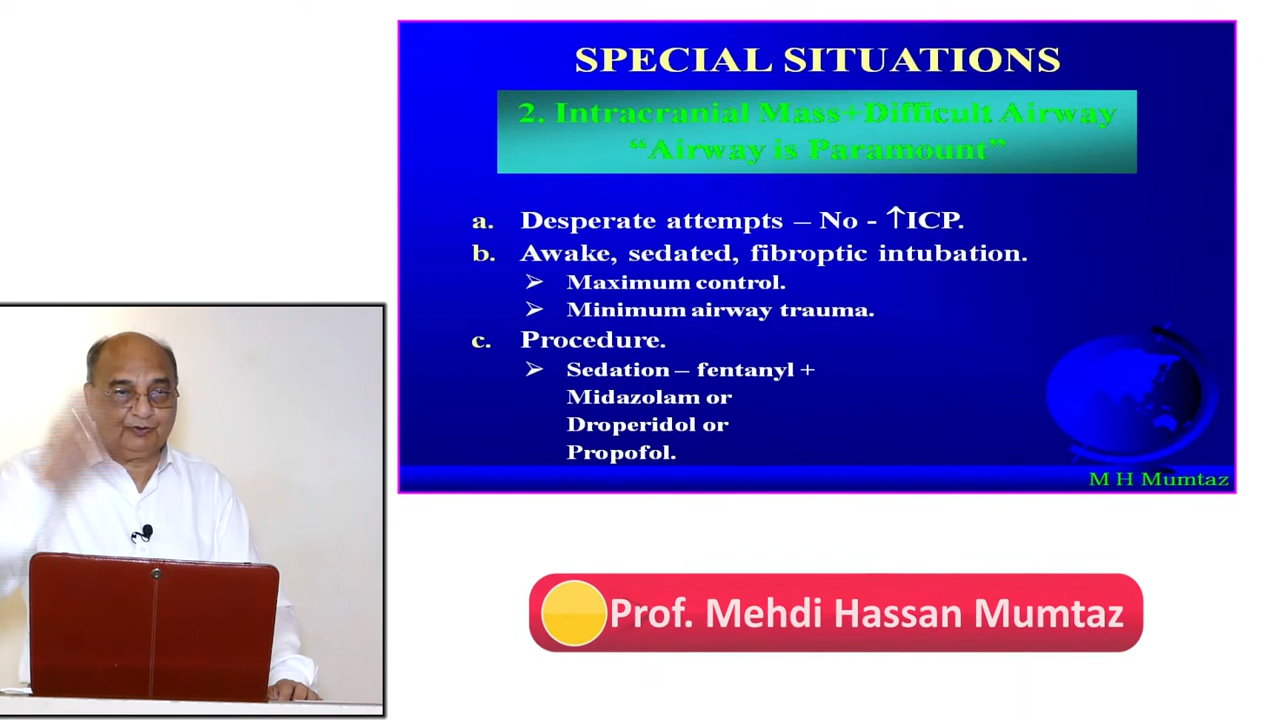 SPECIAL SITUATIONS
2. Intracranial Mass+Difficult Airway
“Airway is Paramount”
a. Desperate attempts – No - ↑ICP.
b. Awake, sedated, fibroptic intubation.
➢ Maximum control.
➢ Minimum airway trauma.
c. Procedure.
➢ Sedation – fentanyl +
Midazolam or
Droperidol or
Propofol.
M H Mumtaz
Prof. Mehdi Hassan Mumtaz